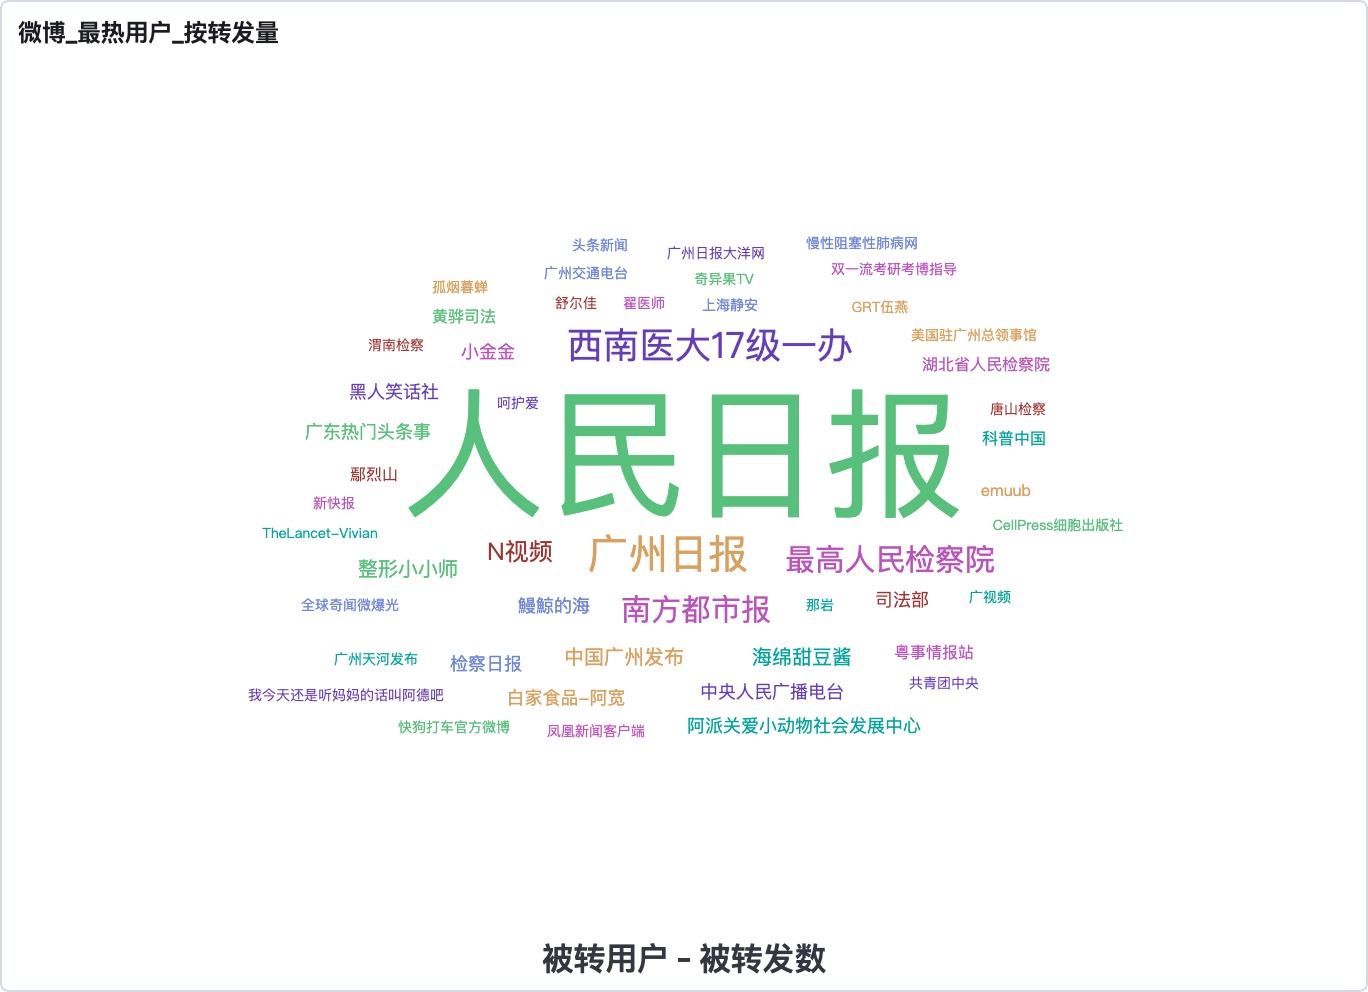 微博_最热用户_按转发量
头条新闻
广州日报大洋网
慢性阻塞性肺病网
广州交通电台
奇异果TV
双一流考研考博指导
孤烟暮蝉
舒尔佳
翟医师
上海静安
GRT伍燕
黄骅司法
渭南检察
小金金
西南医大17级一办
美国驻广州总领事馆
湖北省人民检察院
黑人笑话社
呵护爱
唐山检察
广东热门头条事
人民日报
科普中国
鄢烈山
emuub
新快报
TheLancet-Vivian
CellPress细胞出版社
整形小小师
N视频
广州日报
最高人民检察院
全球奇闻微爆光
鳗鲸的海
南方都市报
那岩
司法部
广视频
广州天河发布
检察日报
中国广州发布
海绵甜豆酱
粤事情报站
我今天还是听妈妈的话叫阿德吧
白家食品-阿宽
中央人民广播电台
共青团中央
快狗打车官方微博
凤凰新闻客户端
阿派关爱小动物社会发展中心
被转用户 - 被转发数